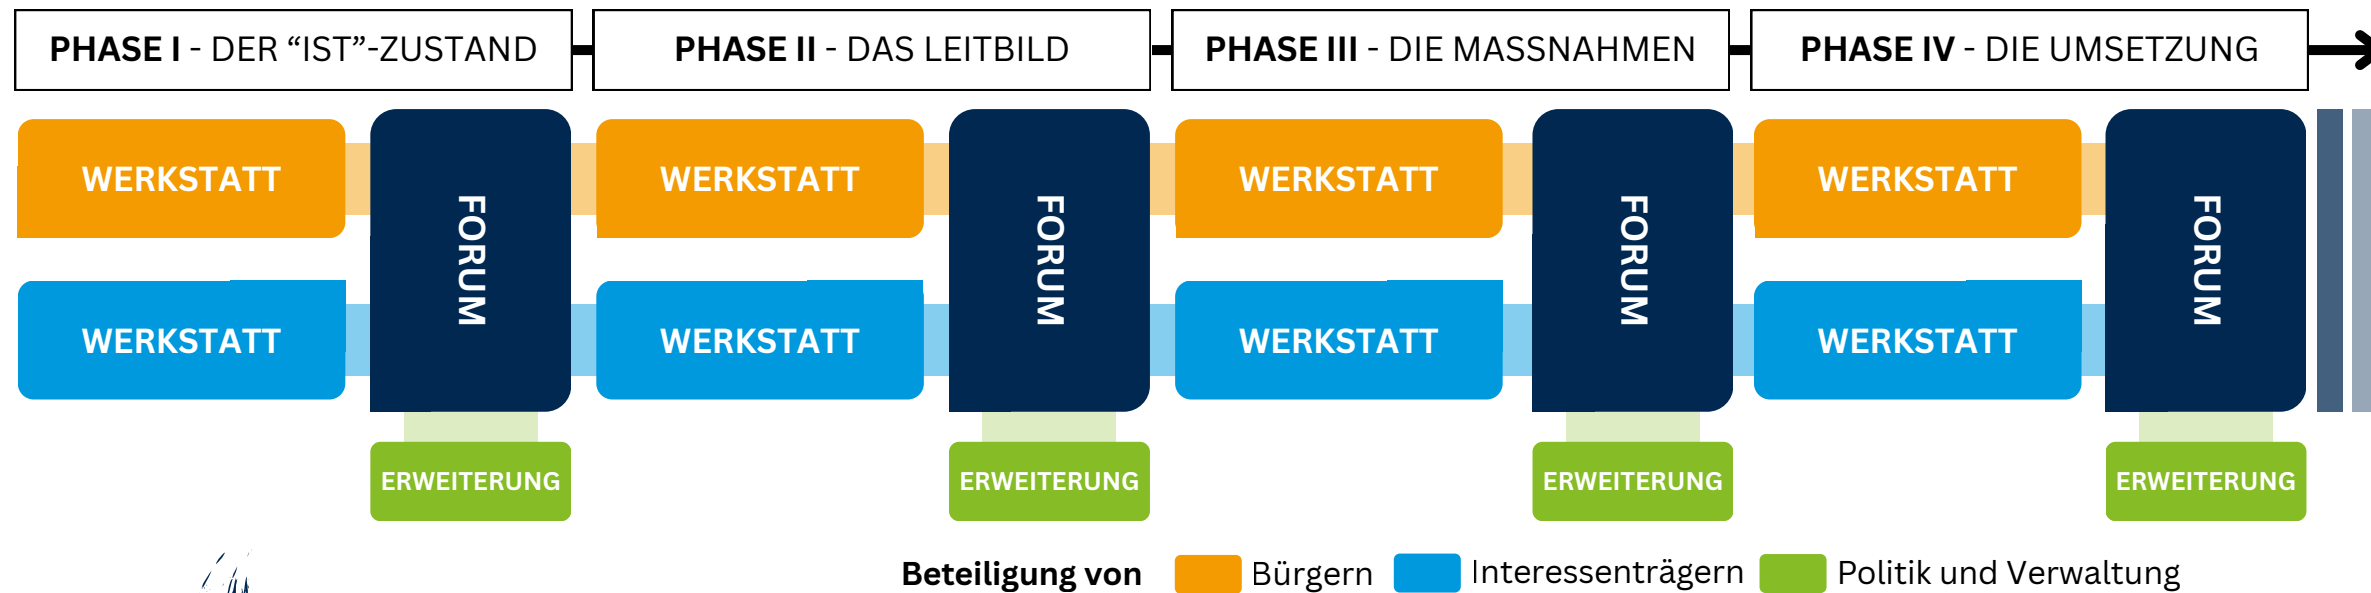 PHASE I - DER “IST”-ZUSTAND
PHASE II - DAS LEITBILD
PHASE III - DIE MASSNAHMEN
PHASE IV - DIE UMSETZUNG
WERKSTATT
WERKSTATT
WERKSTATT
WERKSTATT
FORUM
FORUM
FORUM
FORUM
WERKSTATT
WERKSTATT
WERKSTATT
WERKSTATT
ERWEITERUNG
ERWEITERUNG
ERWEITERUNG
ERWEITERUNG
Beteiligung von Bürgern Interessenträgern Politik und Verwaltung